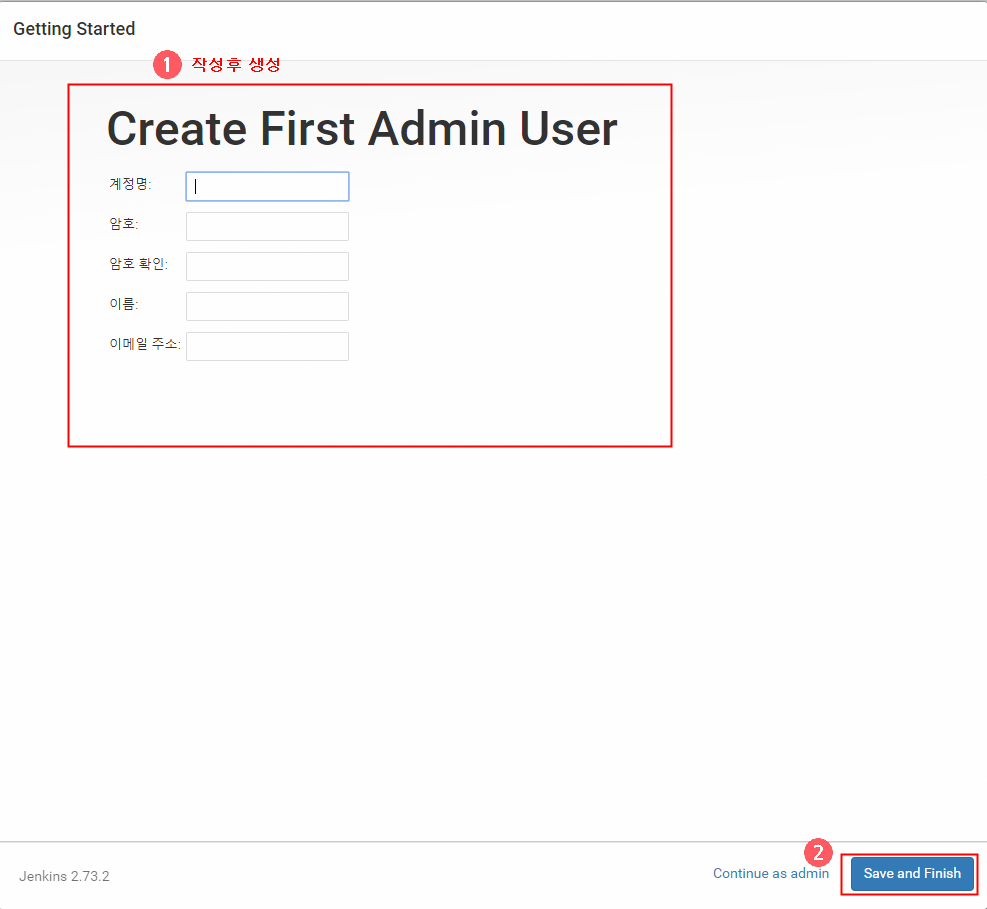 Getting Started
1 작성후 생성
Create First Admin User
계정명:
암호:
암호 확인:
이름:
이메일 주소:
2
Jenkins 2.73.2
Continue as admin
Save and Finish